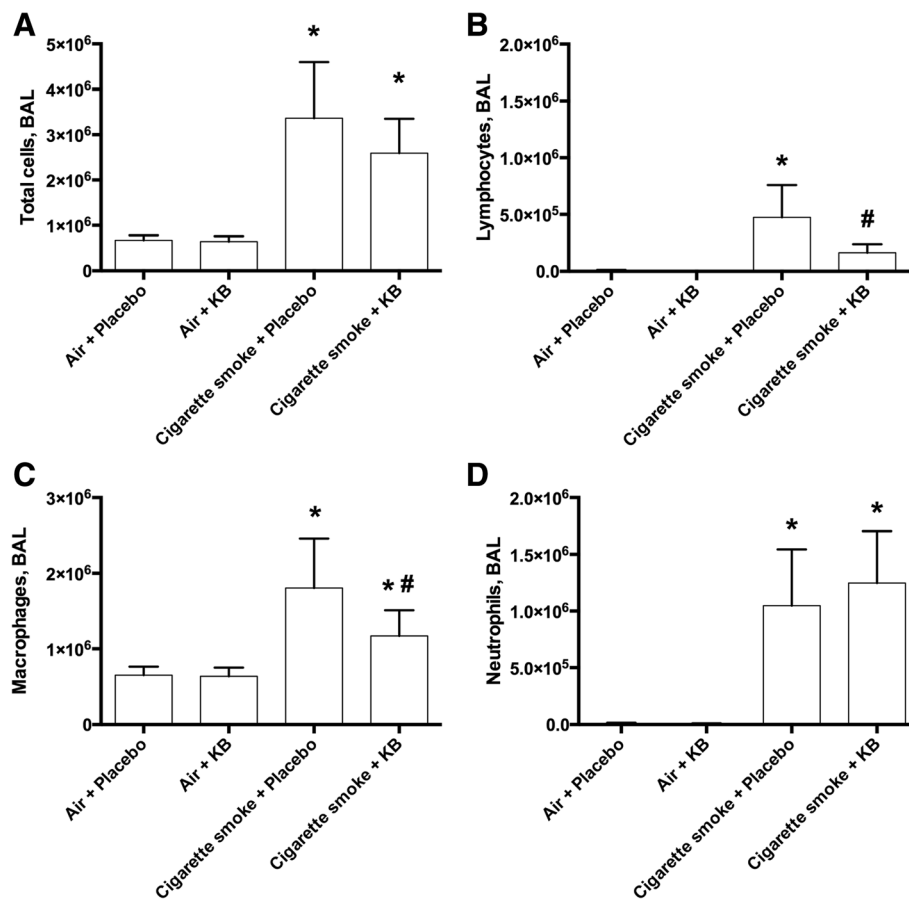 A
Total cells, BAL
5×10⁶
4×10⁶
3×10⁶
2×10⁶
1×10⁶
0
*
*
Air + Placebo
Air + KB
Cigarette smoke + Placebo
Cigarette smoke + KB
B
Lymphocytes, BAL
2.0×10⁶
1.5×10⁶
1.0×10⁶
5.0×10⁵
0.0
*
#
Air + Placebo
Air + KB
Cigarette smoke + Placebo
Cigarette smoke + KB
C
Macrophages, BAL
3×10⁶
2×10⁶
1×10⁶
0
*
* #
Air + Placebo
Air + KB
Cigarette smoke + Placebo
Cigarette smoke + KB
D
Neutrophils, BAL
2.0×10⁶
1.5×10⁶
1.0×10⁶
5.0×10⁵
0.0
*
*
Air + Placebo
Air + KB
Cigarette smoke + Placebo
Cigarette smoke + KB